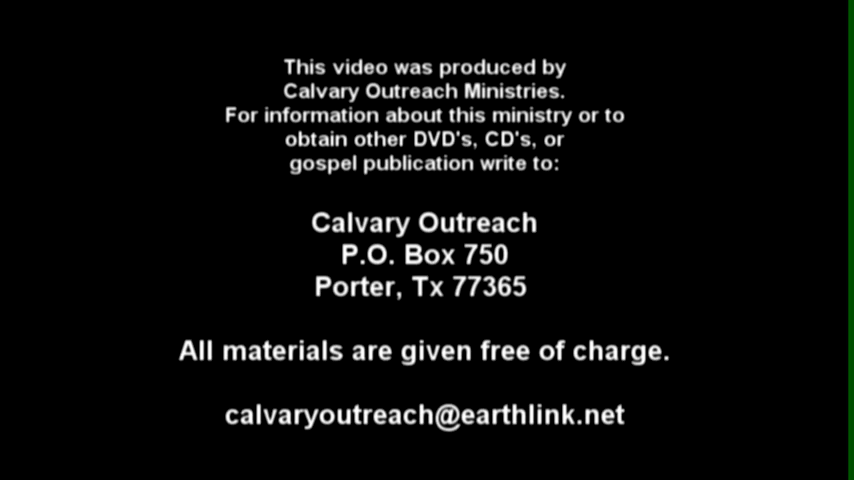 This video was produced by
Calvary Outreach Ministries.
For information about this ministry or to
obtain other DVD's, CD's, or
gospel publication write to:
Calvary Outreach
P.O. Box 750
Porter, Tx 77365
All materials are given free of charge.
calvaryoutreach@earthlink.net